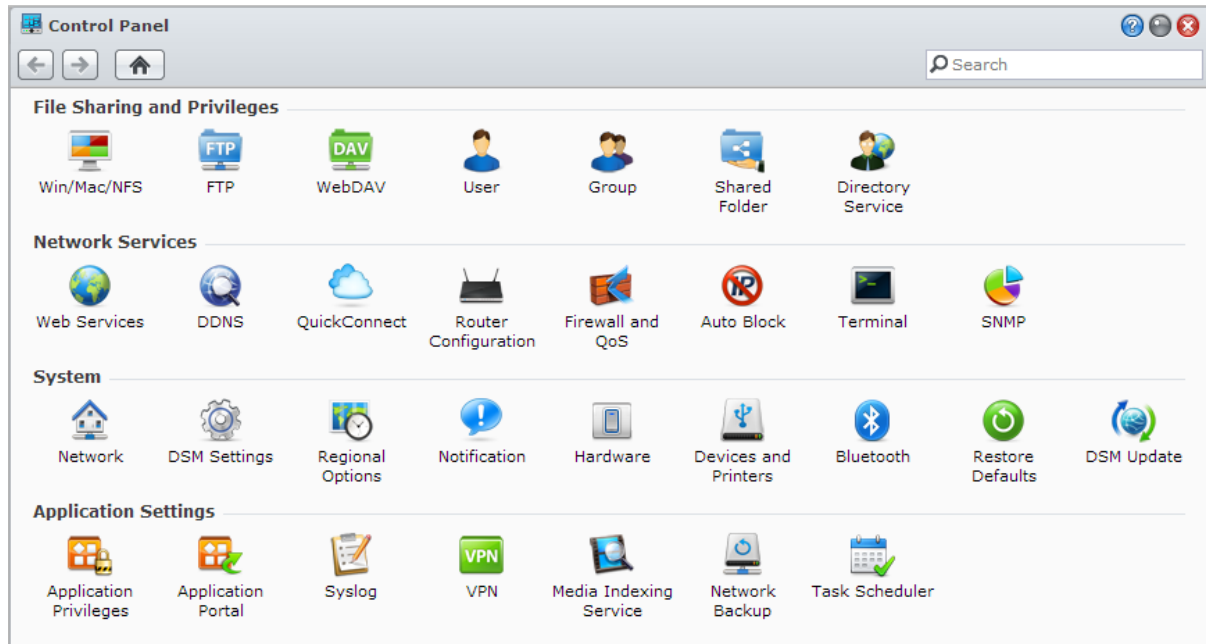 Control Panel
Search
File Sharing and Privileges
FTP DAV
Win/Mac/NFS FTP WebDAV User Group Shared Directory
Folder Service
Network Services
IP
Web Services DDNS QuickConnect Router Firewall and Auto Block Terminal SNMP
Configuration QoS
System
Network DSM Settings Regional Notification Hardware Devices and Bluetooth Restore DSM Update
Options Printers Defaults
Application Settings
VPN
Application Application Syslog VPN Media Indexing Network Task Scheduler
Privileges Portal Service Backup